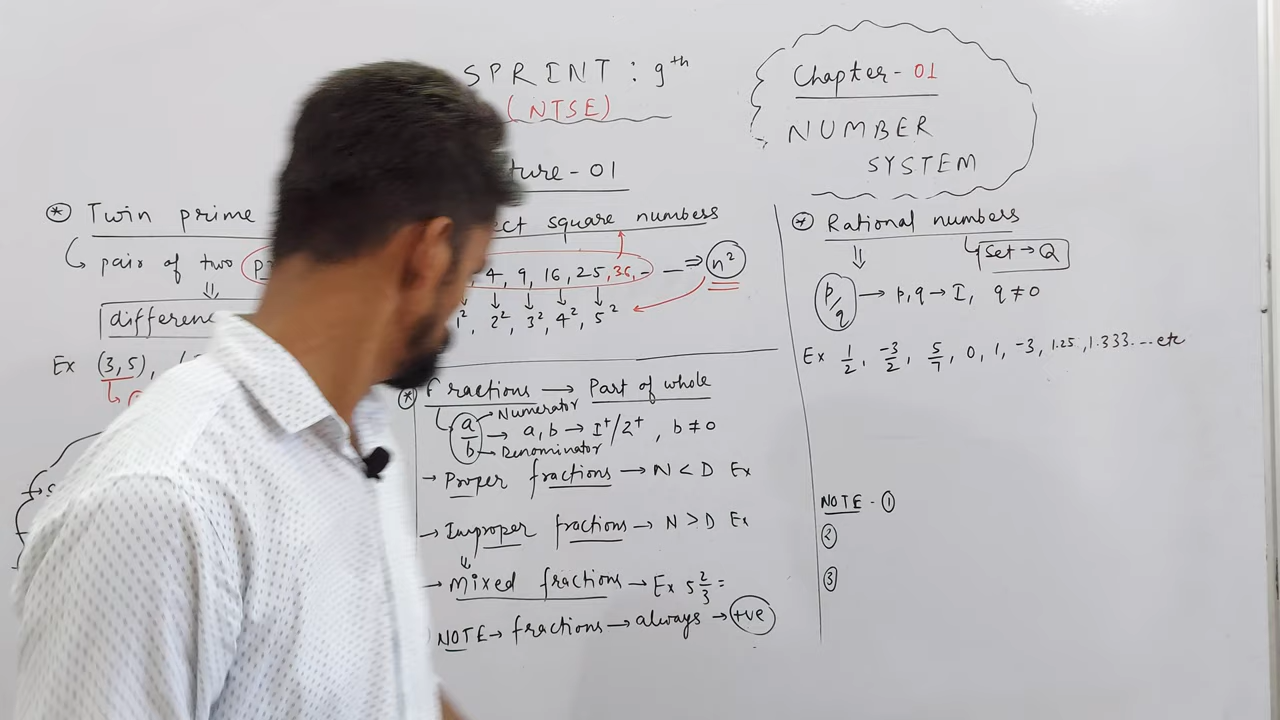 SPRINT : 9th
(NTSE)
Chapter - 01
NUMBER
SYSTEM
ture - 01
* Twin prime
↳ pair of two
⇓
differen
Ex (3,5),
ect square numbers
4, 9, 16, 25, 36, - — ⇒ n²
↓ ↓ ↓ ↓ ↓
1², 2², 3², 4², 5²
* Fractions → Part of whole
a/b → a, b → I⁺/Z⁺, b ≠ 0
Numerator
Denominator
→ Proper fractions → N < D Ex
→ Improper fractions → N > D Ex
⇓
→ Mixed fractions → Ex 5 2/3 =
NOTE → fractions → always → +ve
* Rational numbers
↳ Set → Q
⇓
p/q → p, q → I, q ≠ 0
Ex 1/2, -3/2, 5/7, 0, 1, -3, 1.25, 1.333... etc
NOTE - ①
②
③